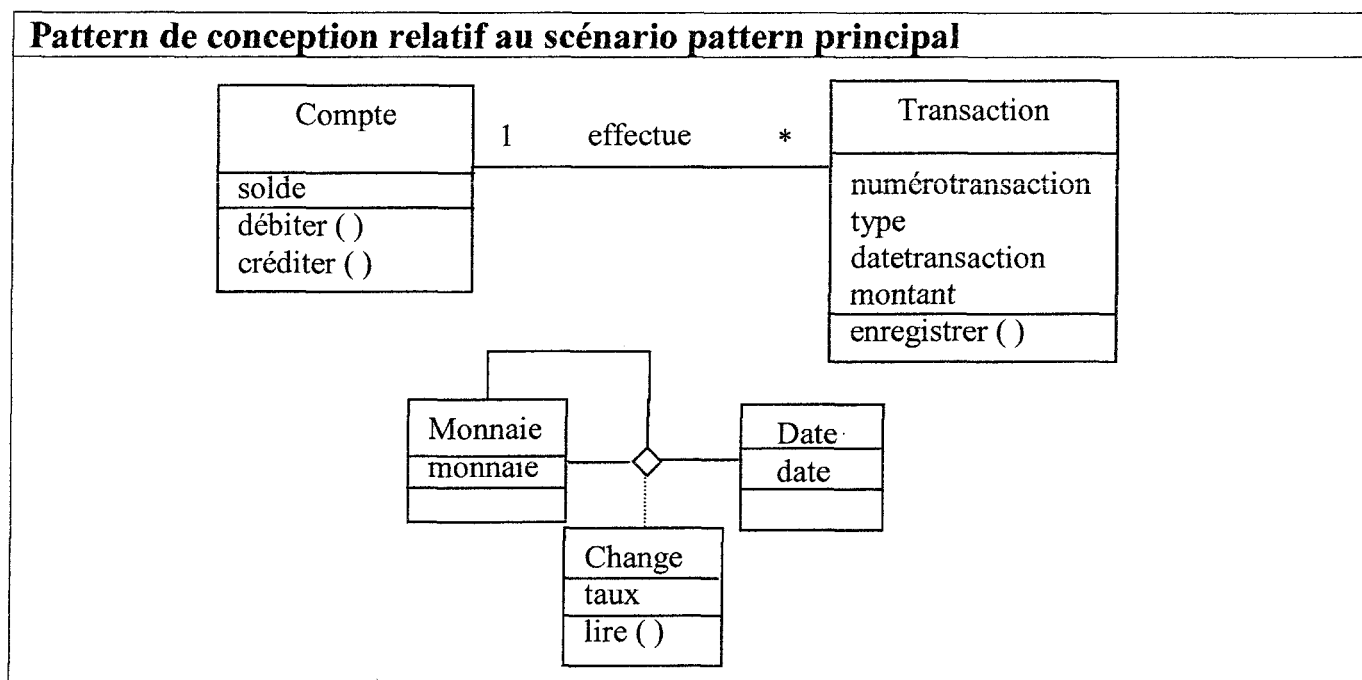 Pattern de conception relatif au scénario pattern principal
Compte
solde
débiter ( )
créditer ( )
1 effectue *
Transaction
numérotransaction
type
datetransaction
montant
enregistrer ( )
Monnaie
monnaie
Date
date
Change
taux
lire ( )